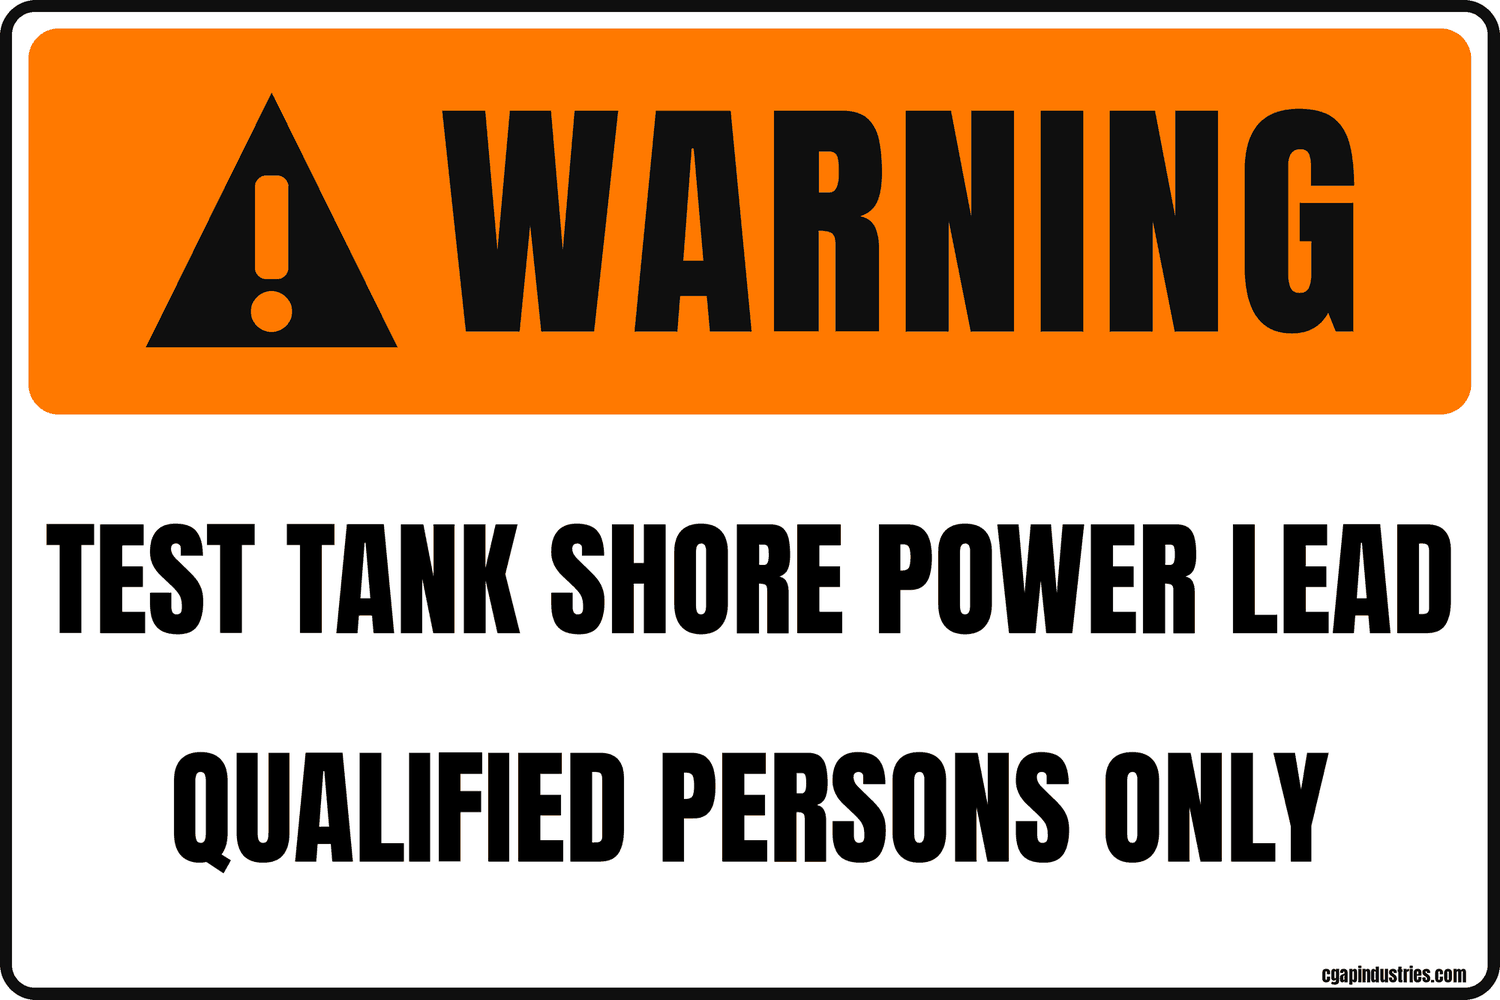 WARNING
TEST TANK SHORE POWER LEAD
QUALIFIED PERSONS ONLY
cgapindustries.com